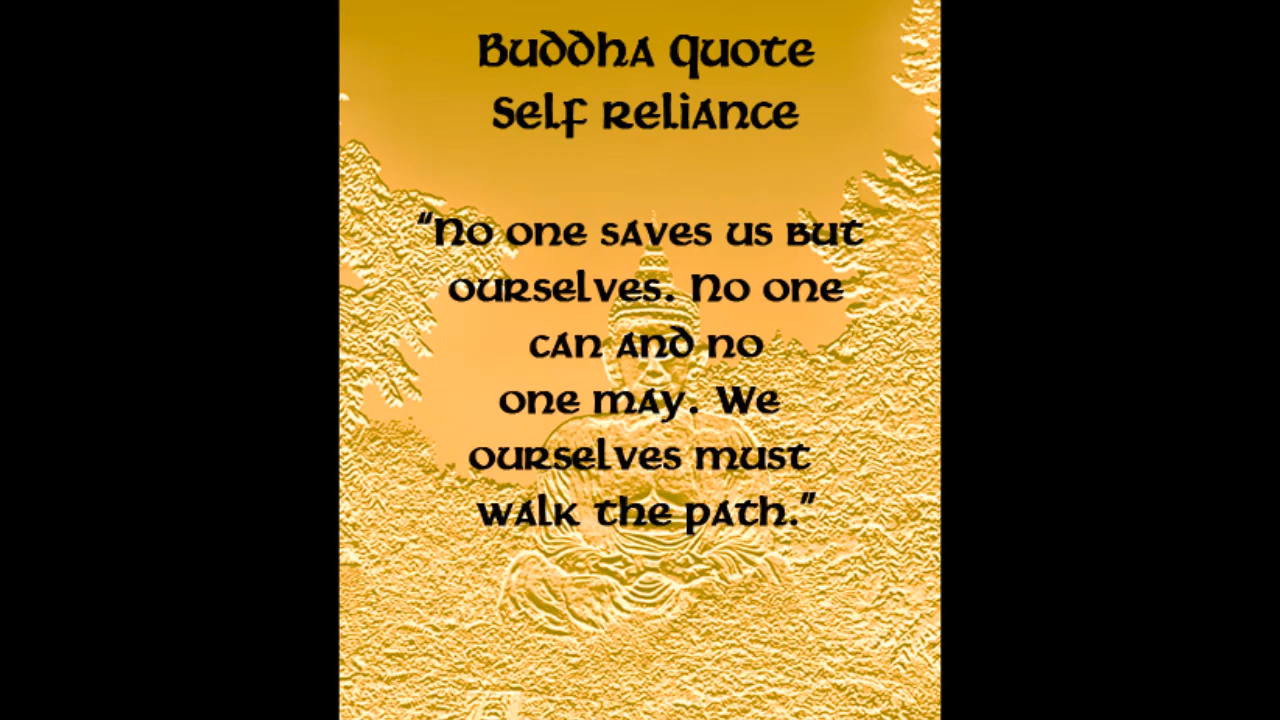 Buddha Quote
Self Reliance
“No one saves us but
ourselves. No one
can and no
one may. We
ourselves must
walk the path.”